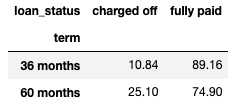 loan_status charged off fully paid
term
36 months 10.84 89.16
60 months 25.10 74.90